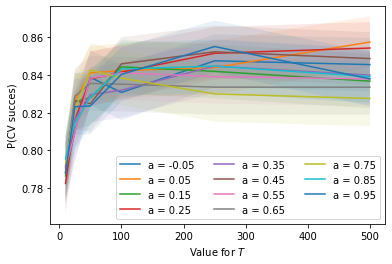 0.86
0.84
0.82
0.80
0.78
P(CV succes)
a = -0.05 a = 0.35 a = 0.75
a = 0.05 a = 0.45 a = 0.85
a = 0.15 a = 0.55 a = 0.95
a = 0.25 a = 0.65
0 100 200 300 400 500
Value for T